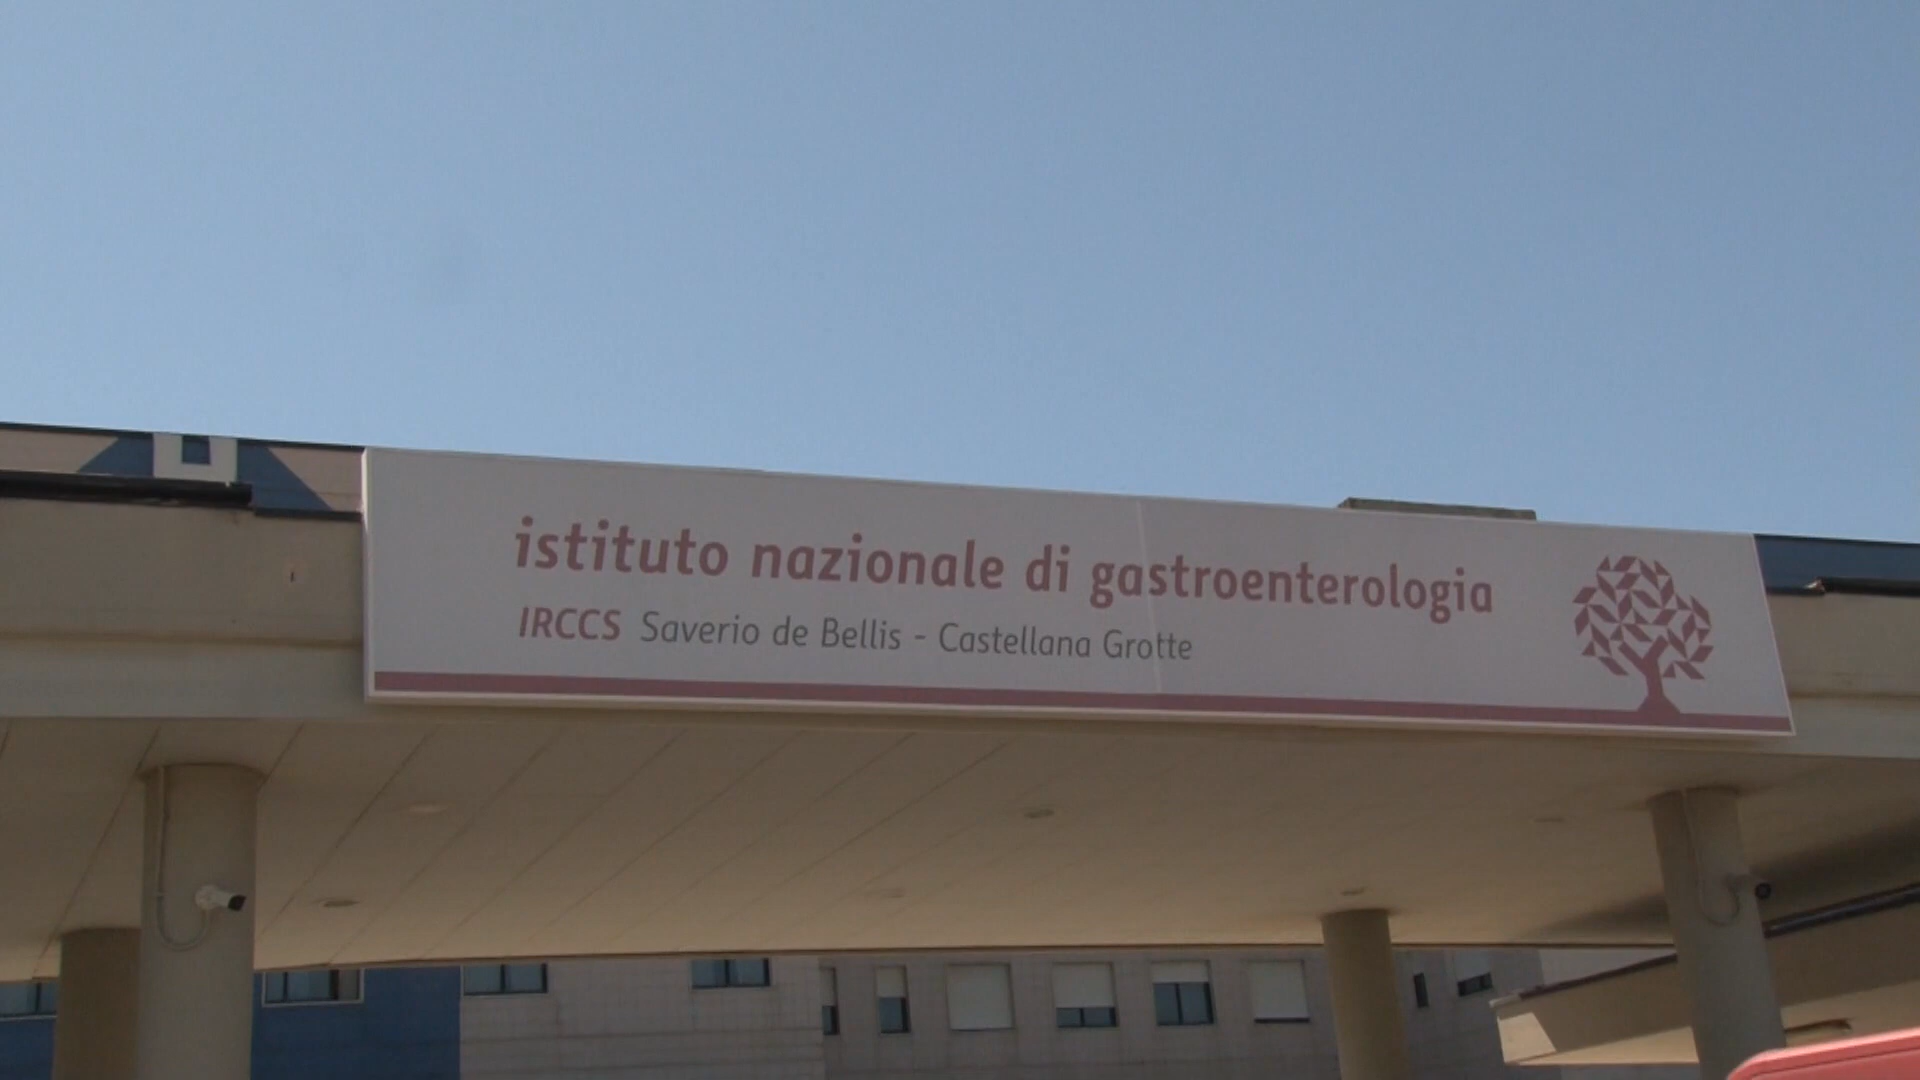 istituto nazionale di gastroenterologia
IRCCS Saverio de Bellis - Castellana Grotte